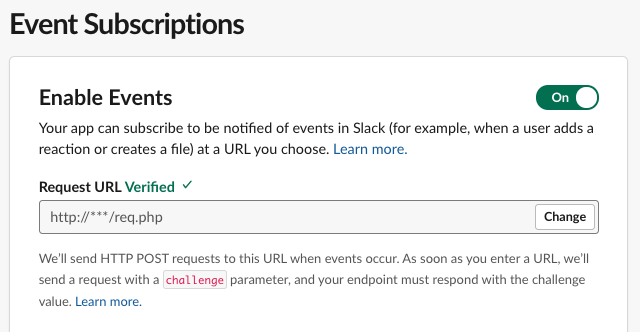 Event Subscriptions
Enable Events
On
Your app can subscribe to be notified of events in Slack (for example, when a user adds a
reaction or creates a file) at a URL you choose. Learn more.
Request URL Verified ✓
http://***/req.php
Change
We’ll send HTTP POST requests to this URL when events occur. As soon as you enter a URL, we’ll
send a request with a challenge parameter, and your endpoint must respond with the challenge
value. Learn more.